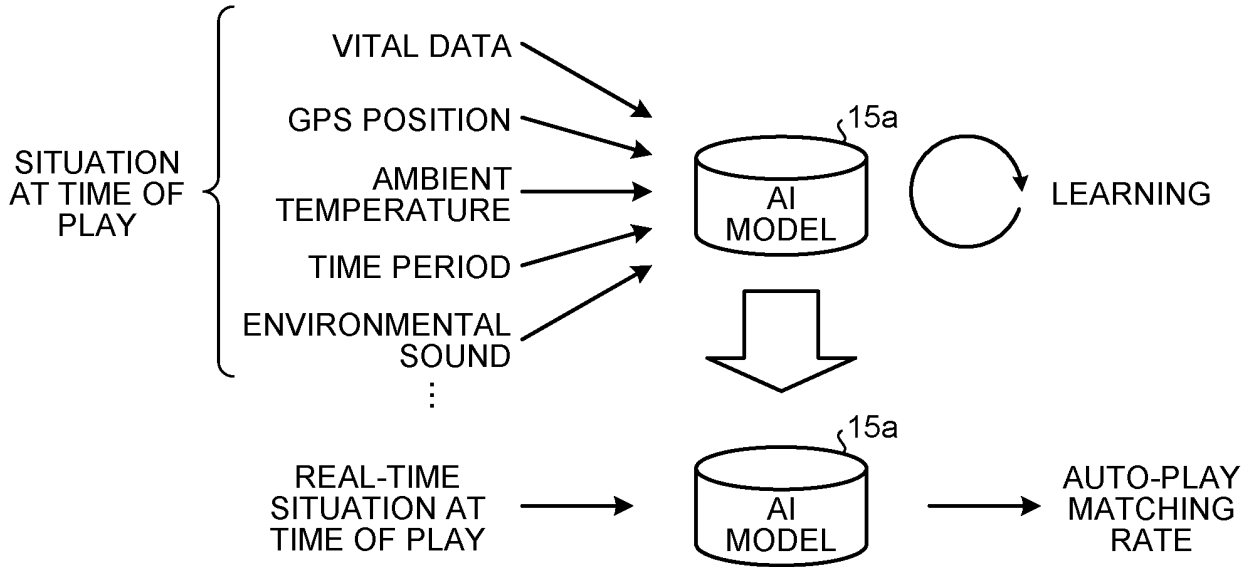 SITUATION
AT TIME OF
PLAY
VITAL DATA
GPS POSITION
AMBIENT
TEMPERATURE
TIME PERIOD
ENVIRONMENTAL
SOUND
⋮
15a
AI
MODEL
LEARNING
REAL-TIME
SITUATION AT
TIME OF PLAY
15a
AI
MODEL
AUTO-PLAY
MATCHING
RATE